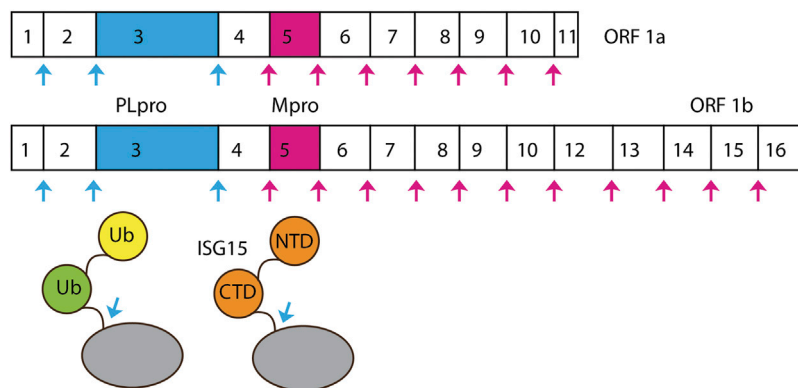 1 2 3 4 5 6 7 8 9 10 11 ORF 1a
PLpro Mpro ORF 1b
1 2 3 4 5 6 7 8 9 10 12 13 14 15 16
Ub ISG15 NTD
Ub CTD